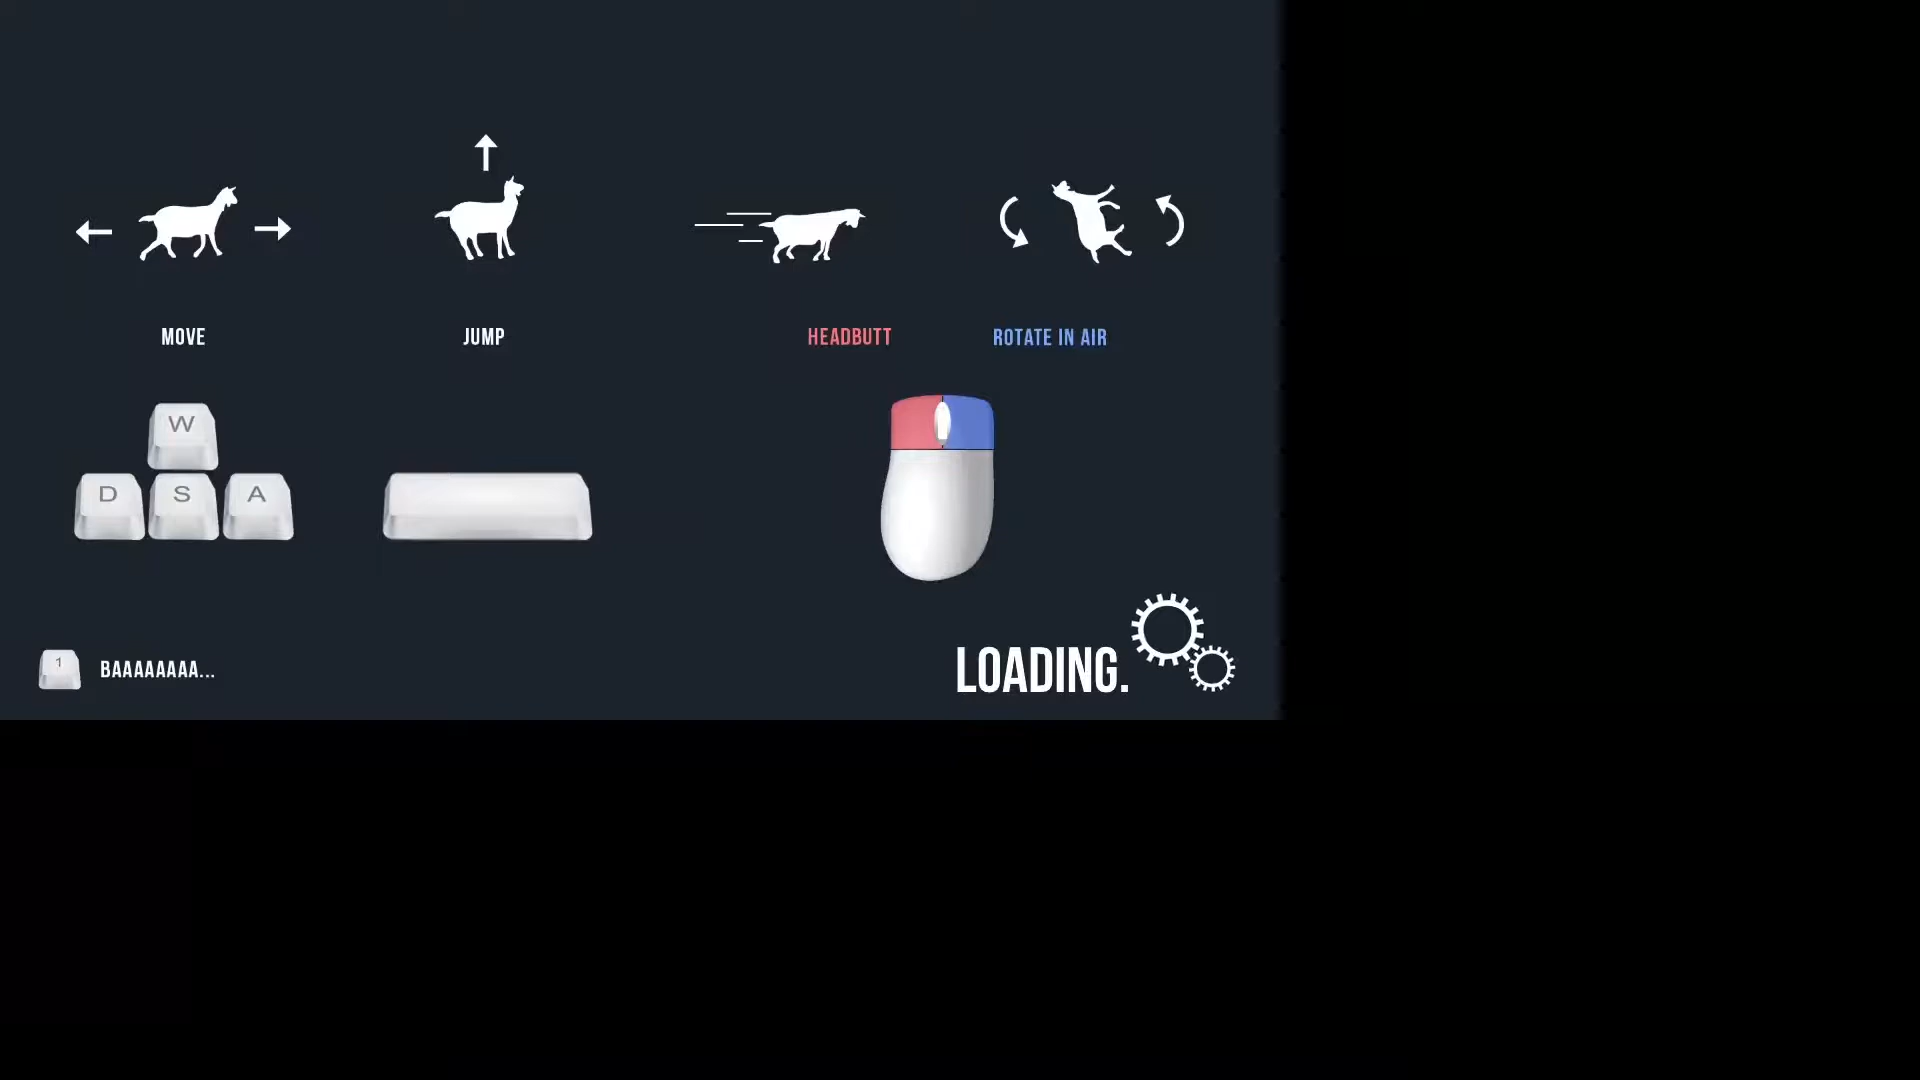 MOVE
JUMP
HEADBUTT
ROTATE IN AIR
W
D S A
1
BAAAAAAAA...
LOADING.